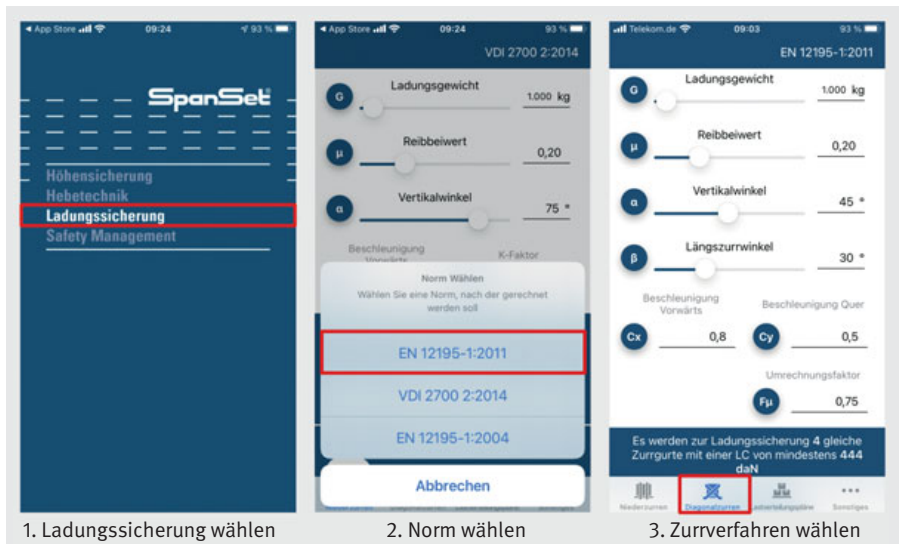 App Store 09:24 93 %
SpanSet
Höhensicherung
Hebetechnik
Ladungssicherung
Safety Management
1. Ladungssicherung wählen
App Store 09:24 93 %
VDI 2700 2:2014
G Ladungsgewicht 1.000 kg
μ Reibbeiwert 0,20
α Vertikalwinkel 75 °
Beschleunigung K-Faktor
Vorwärts
Norm Wählen
Wählen Sie eine Norm, nach der gerechnet
werden soll
EN 12195-1:2011
VDI 2700 2:2014
EN 12195-1:2004
Abbrechen
2. Norm wählen
Telekom.de 09:03 93 %
EN 12195-1:2011
G Ladungsgewicht 1.000 kg
μ Reibbeiwert 0,20
α Vertikalwinkel 45 °
β Längszurrwinkel 30 °
Beschleunigung Beschleunigung Quer
Vorwärts
Cx 0,8 Cy 0,5
Umrechnungsfaktor
Fμ 0,75
Es werden zur Ladungssicherung 4 gleiche
Zurrgurte mit einer LC von mindestens 444
daN
Niederzurren Diagonalzurren Lastverteilungspläne Sonstiges
3. Zurrverfahren wählen